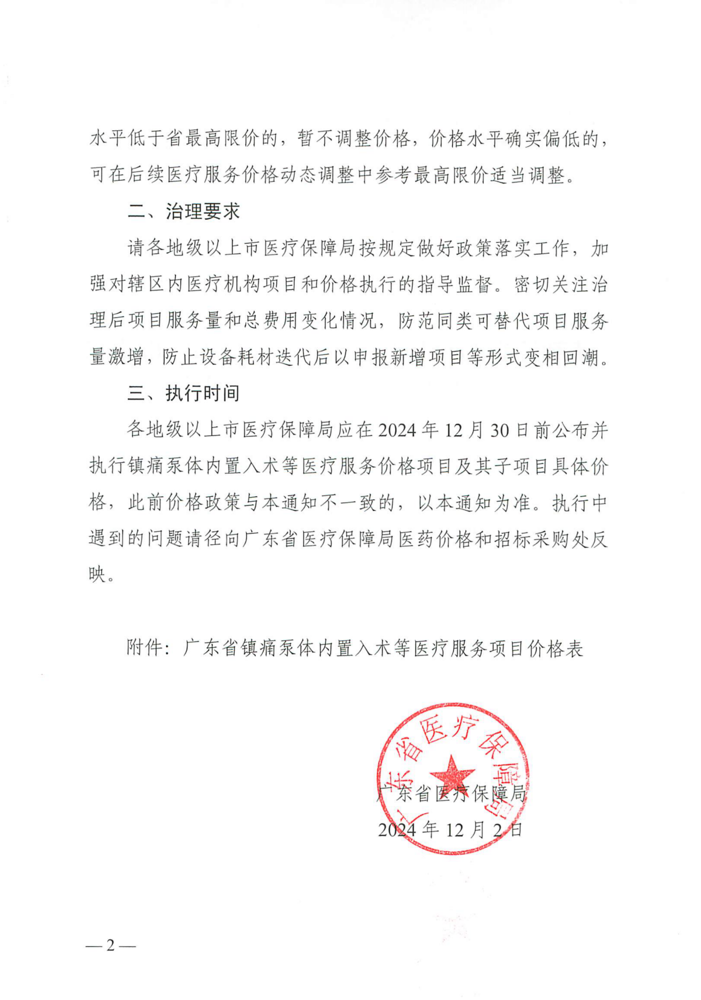 水平低于省最高限价的，暂不调整价格，价格水平确实偏低的，
可在后续医疗服务价格动态调整中参考最高限价适当调整。
二、治理要求
请各地级以上市医疗保障局按规定做好政策落实工作，加
强对辖区内医疗机构项目和价格执行的指导监督。密切关注治
理后项目服务量和总费用变化情况，防范同类可替代项目服务
量激增，防止设备耗材迭代后以申报新增项目等形式变相回潮。
三、执行时间
各地级以上市医疗保障局应在2024年12月30日前公布并
执行镇痛泵体内置入术等医疗服务价格项目及其子项目具体价
格，此前价格政策与本通知不一致的，以本通知为准。执行中
遇到的问题请径向广东省医疗保障局医药价格和招标采购处反
映。
附件：广东省镇痛泵体内置入术等医疗服务项目价格表
广东省医疗保障局
广东省医疗保障局
2024年12月2日
—2—